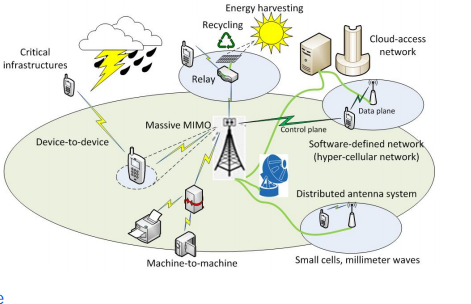 Energy harvesting
Recycling
Critical
infrastructures
Cloud-access
network
Relay
Data plane
Massive MIMO
Control plane
Device-to-device
Software-defined network
(hyper-cellular network)
Distributed antenna system
Machine-to-machine
Small cells, millimeter waves
e